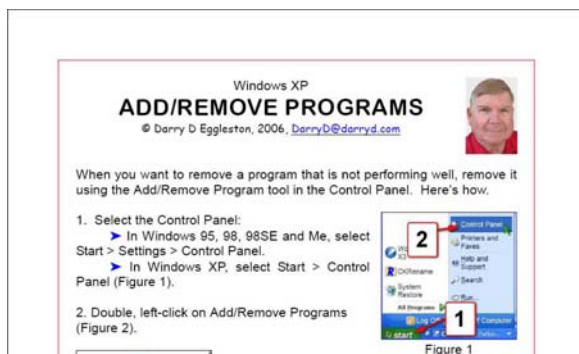 Windows XP
ADD/REMOVE PROGRAMS
© Darry D Eggleston, 2006, DarryD@darryd.com
When you want to remove a program that is not performing well, remove it
using the Add/Remove Program tool in the Control Panel. Here's how.
1. Select the Control Panel:
➤ In Windows 95, 98, 98SE and Me, select
Start > Settings > Control Panel.
➤ In Windows XP, select Start > Control
Panel (Figure 1).
2. Double, left-click on Add/Remove Programs
(Figure 2).
2
Control Panel
Printers and
Faxes
Help and
Support
Search
Run...
X3
CKRename
System
Restore
All Programs
1
Log Of
Computer
start
Figure 1